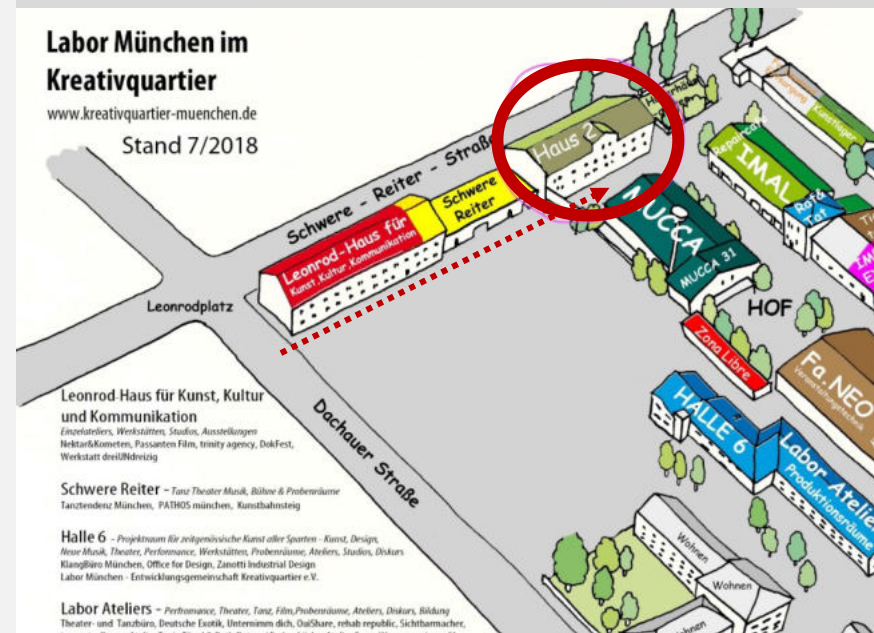 Labor München im
Kreativquartier
www.kreativquartier-muenchen.de
Stand 7/2018
Schwere - Reiter - Straße
Haus 2
Kunstlager
Repaircafé
IMAL
Raf&
Tat
Leonrod-Haus für
Kunst, Kultur, Kommunikation
Schwere
Reiter
MUCCA
MUCCA 31
HOF
Leonrodplatz
Zona Libre
Fa. NEO
Veranstaltungstechnik
HALLE 6
Labor Ateliers
Produktionsräume
Dachauer Straße
Wohnen
Wohnen
Wohnen
Leonrod-Haus für Kunst, Kultur
und Kommunikation
Einzelateliers, Werkstätten, Studios, Ausstellungen
Nektar&Kometen, Passanten Film, trinity agency, DokFest,
Werkstatt dreiUNdreizig
Schwere Reiter - Tanz Theater Musik, Bühne & Probenräume
Tanztendenz München, PATHOS münchen, Kunstbahnsteig
Halle 6 - Projektraum für zeitgenössische Kunst aller Sparten - Kunst, Design,
Neue Musik, Theater, Performance, Werkstätten, Probenräume, Ateliers, Studios, Diskurs
KlangBüro München, Office for Design, Zanotti Industrial Design
Labor München - Entwicklungsgemeinschaft Kreativquartier e.V.
Labor Ateliers - Perfromance, Theater, Tanz, Film, Probenräume, Ateliers, Diskurs, Bildung
Theater- und Tanzbüro, Deutsche Exotik, Unternimm dich, OuiShare, rehab republic, Sichtbarmacher,